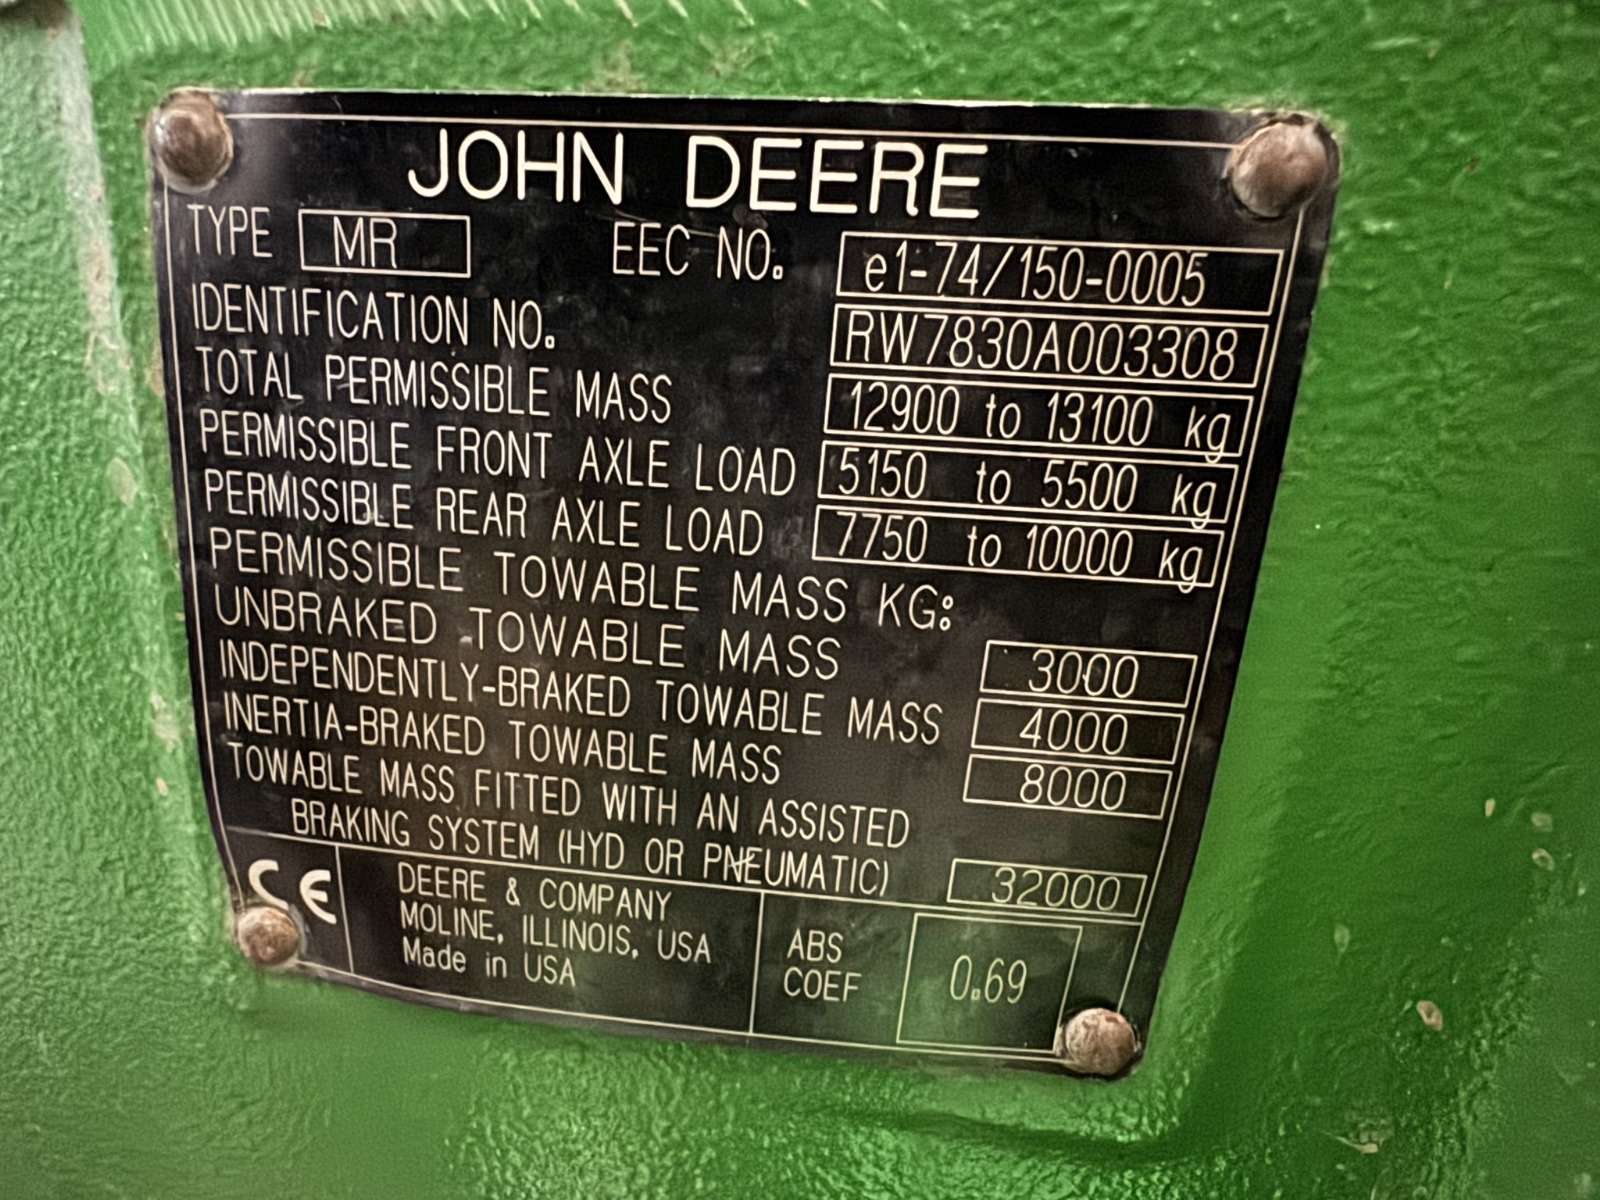 JOHN DEERE
TYPE MR EEC NO. e1-74/150-0005
IDENTIFICATION NO. RW7830A003308
TOTAL PERMISSIBLE MASS 12900 to 13100 kg
PERMISSIBLE FRONT AXLE LOAD 5150 to 5500 kg
PERMISSIBLE REAR AXLE LOAD 7750 to 10000 kg
PERMISSIBLE TOWABLE MASS KG:
UNBRAKED TOWABLE MASS 3000
INDEPENDENTLY-BRAKED TOWABLE MASS 4000
INERTIA-BRAKED TOWABLE MASS 8000
TOWABLE MASS FITTED WITH AN ASSISTED
BRAKING SYSTEM (HYD OR PNEUMATIC) 32000
CE
DEERE & COMPANY
MOLINE, ILLINOIS, USA
Made in USA
ABS
COEF
0.69